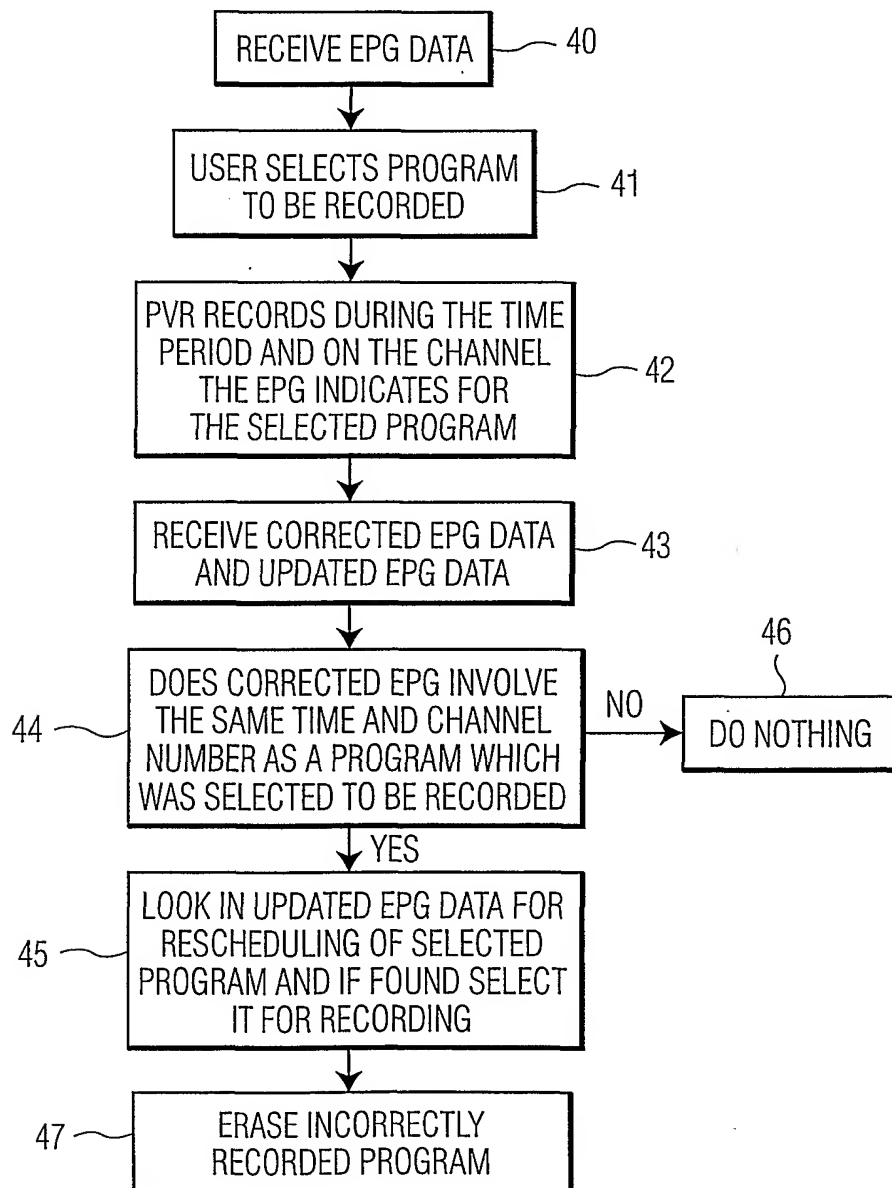 RECEIVE EPG DATA
40
USER SELECTS PROGRAM
TO BE RECORDED
41
PVR RECORDS DURING THE TIME
PERIOD AND ON THE CHANNEL
THE EPG INDICATES FOR
THE SELECTED PROGRAM
42
RECEIVE CORRECTED EPG DATA
AND UPDATED EPG DATA
43
44
DOES CORRECTED EPG INVOLVE
THE SAME TIME AND CHANNEL
NUMBER AS A PROGRAM WHICH
WAS SELECTED TO BE RECORDED
NO
46
DO NOTHING
YES
45
LOOK IN UPDATED EPG DATA FOR
RESCHEDULING OF SELECTED
PROGRAM AND IF FOUND SELECT
IT FOR RECORDING
47
ERASE INCORRECTLY
RECORDED PROGRAM